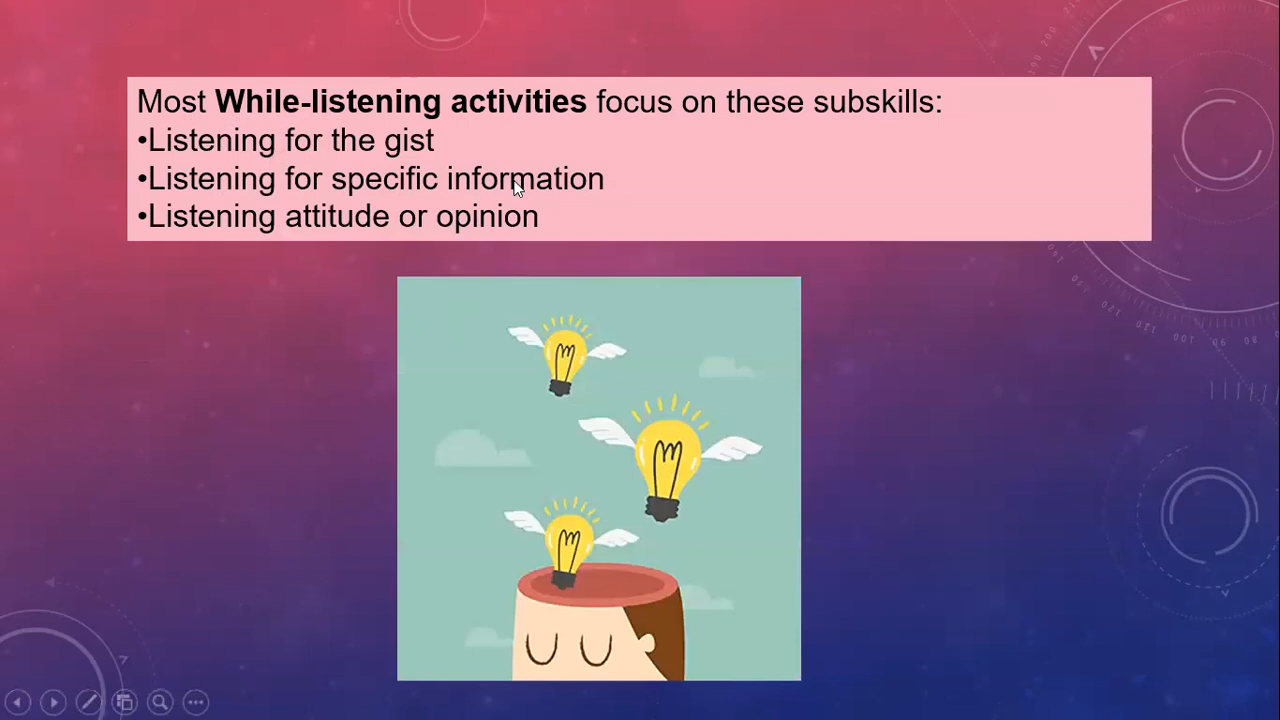 Most While-listening activities focus on these subskills:
•Listening for the gist
•Listening for specific information
•Listening attitude or opinion